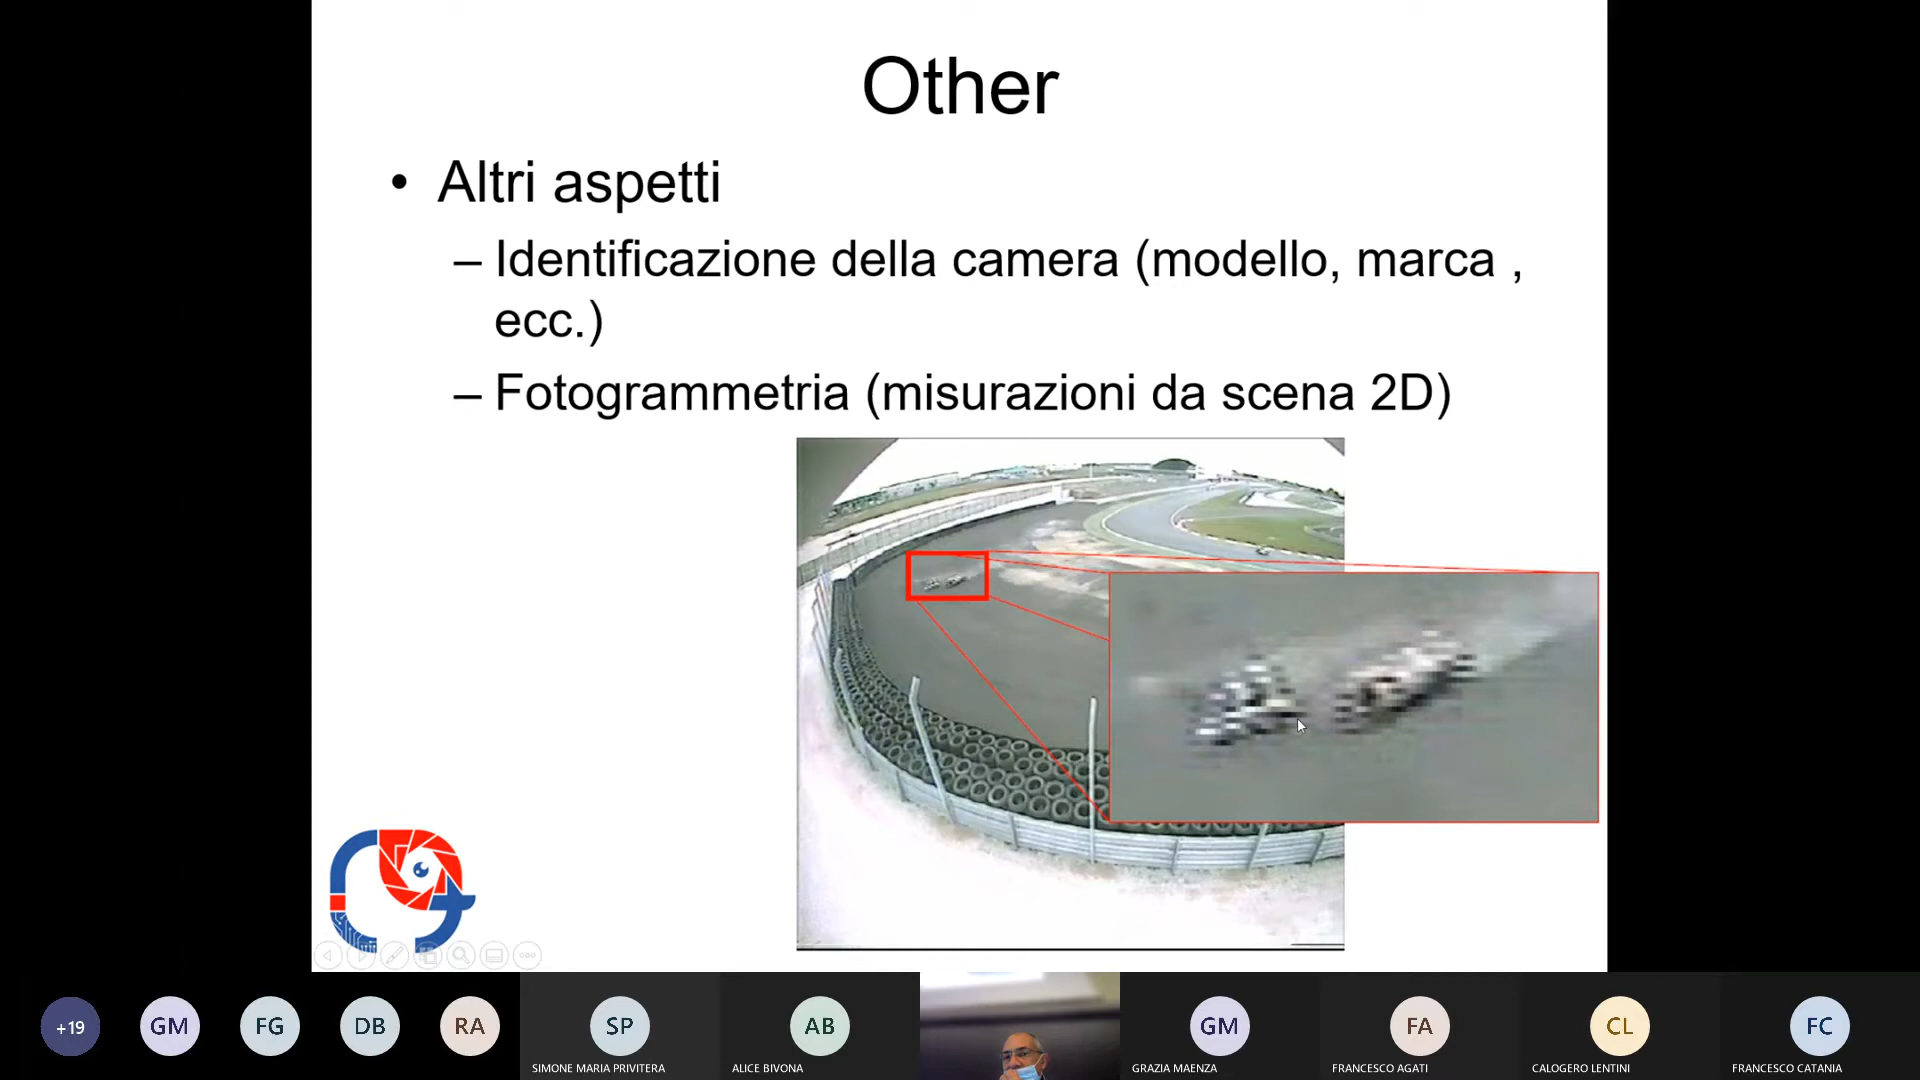 Other
• Altri aspetti
– Identificazione della camera (modello, marca ,
ecc.)
– Fotogrammetria (misurazioni da scena 2D)
+19
GM
FG
DB
RA
SP
AB
GM
FA
CL
FC
SIMONE MARIA PRIVITERA
ALICE BIVONA
GRAZIA MAENZA
FRANCESCO AGATI
CALOGERO LENTINI
FRANCESCO CATANIA